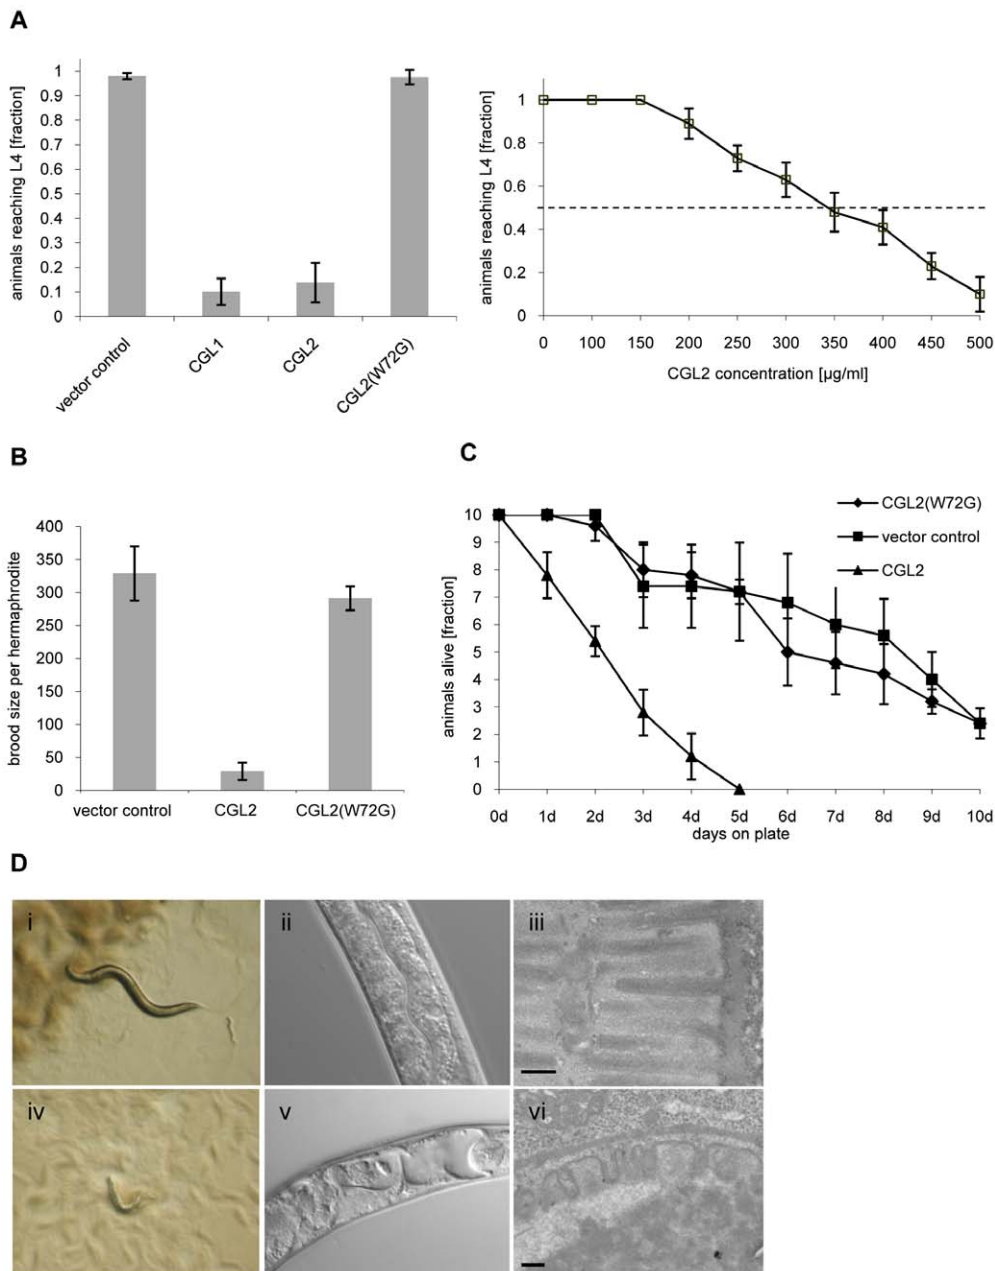 A
animals reaching L4 [fraction]
1
0.9
0.8
0.7
0.6
0.5
0.4
0.3
0.2
0.1
0
vector control
CGL1
CGL2
CGL2(W72G)
animals reaching L4 [fraction]
1
0.8
0.6
0.4
0.2
0
0 100 150 200 250 300 350 400 450 500
CGL2 concentration [µg/ml]
B
brood size per hermaphrodite
400
350
300
250
200
150
100
50
0
vector control CGL2 CGL2(W72G)
C
CGL2(W72G)
vector control
CGL2
animals alive [fraction]
10
9
8
7
6
5
4
3
2
1
0
0d 1d 2d 3d 4d 5d 6d 7d 8d 9d 10d
days on plate
D
i ii iii
iv v vi